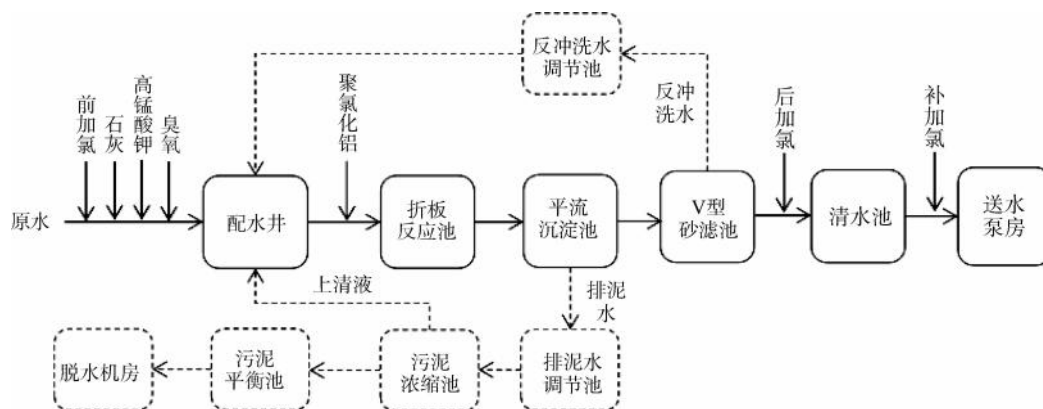 反冲洗水
调节池
前加氯
石灰
高锰酸钾
臭氧
聚氯化铝
反冲
洗水
后加氯
补加氯
原水
配水井
折板
反应池
平流
沉淀池
V型
砂滤池
清水池
送水
泵房
上清液
排泥
水
脱水机房
污泥
平衡池
污泥
浓缩池
排泥水
调节池